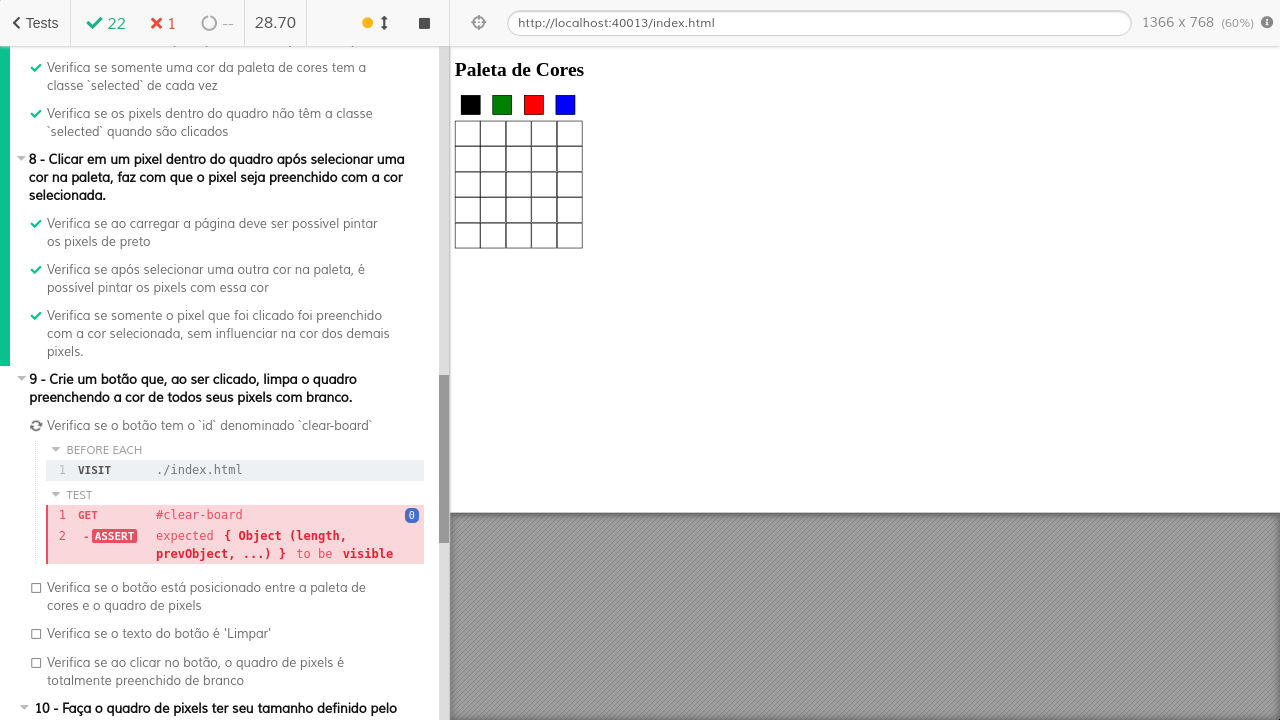 Tests 22 1 -- 28.70 http://localhost:40013/index.html 1366 x 768 (60%)
Verifica se somente uma cor da paleta de cores tem a
classe `selected` de cada vez
Verifica se os pixels dentro do quadro não têm a classe
`selected` quando são clicados
8 - Clicar em um pixel dentro do quadro após selecionar uma
cor na paleta, faz com que o pixel seja preenchido com a cor
selecionada.
Verifica se ao carregar a página deve ser possível pintar
os pixels de preto
Verifica se após selecionar uma outra cor na paleta, é
possível pintar os pixels com essa cor
Verifica se somente o pixel que foi clicado foi preenchido
com a cor selecionada, sem influenciar na cor dos demais
pixels.
9 - Crie um botão que, ao ser clicado, limpa o quadro
preenchendo a cor de todos seus pixels com branco.
Verifica se o botão tem o `id` denominado `clear-board`
BEFORE EACH
1 VISIT ./index.html
TEST
1 GET #clear-board 0
2 -ASSERT expected { Object (length,
prevObject, ...) } to be visible
Verifica se o botão está posicionado entre a paleta de
cores e o quadro de pixels
Verifica se o texto do botão é 'Limpar'
Verifica se ao clicar no botão, o quadro de pixels é
totalmente preenchido de branco
10 - Faça o quadro de pixels ter seu tamanho definido pelo
Paleta de Cores